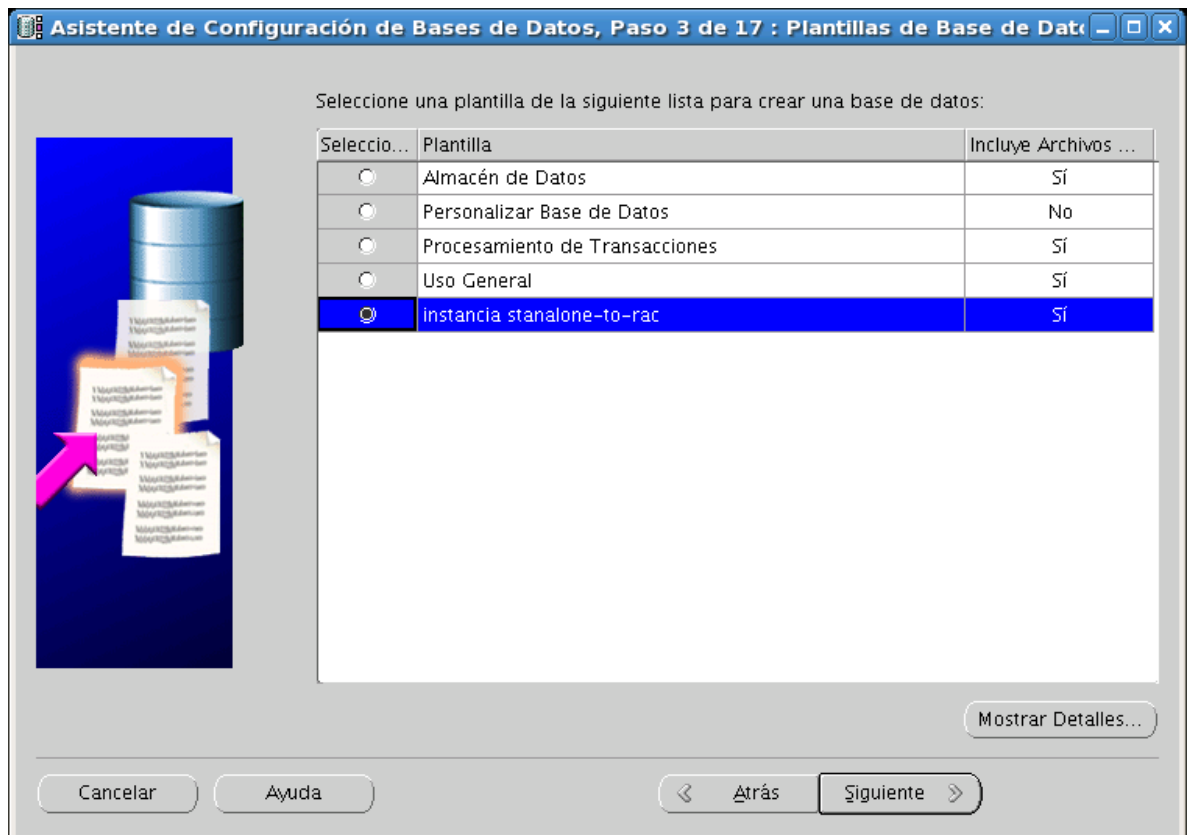 Asistente de Configuración de Bases de Datos, Paso 3 de 17 : Plantillas de Base de Dato
Seleccione una plantilla de la siguiente lista para crear una base de datos:
Seleccio... Plantilla Incluye Archivos ...
Almacén de Datos Sí
Personalizar Base de Datos No
Procesamiento de Transacciones Sí
Uso General Sí
instancia stanalone-to-rac Sí
Mostrar Detalles...
Cancelar Ayuda Atrás Siguiente